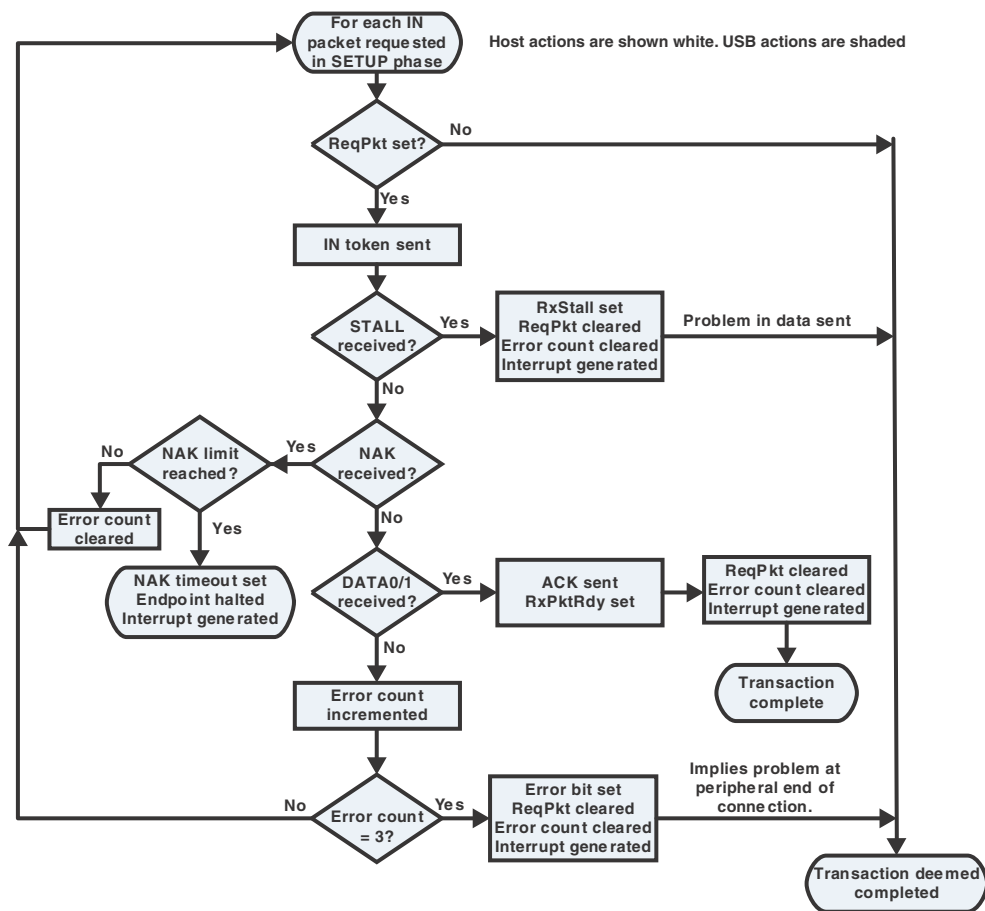 For each IN
packet requested
in SETUP phase
Host actions are shown white. USB actions are shaded
ReqPkt set?
No
Yes
IN token sent
STALL
received?
Yes
RxStall set
ReqPkt cleared
Error count cleared
Interrupt generated
Problem in data sent
No
NAK limit
reached?
No
Yes
NAK
received?
Error count
cleared
Yes
No
NAK timeout set
Endpoint halted
Interrupt generated
DATA0/1
received?
Yes
ACK sent
RxPktRdy set
ReqPkt cleared
Error count cleared
Interrupt generated
No
Transaction
complete
Error count
incremented
Error count
= 3?
No
Yes
Error bit set
ReqPkt cleared
Error count cleared
Interrupt generated
Implies problem at
peripheral end of
connection.
Transaction deemed
completed